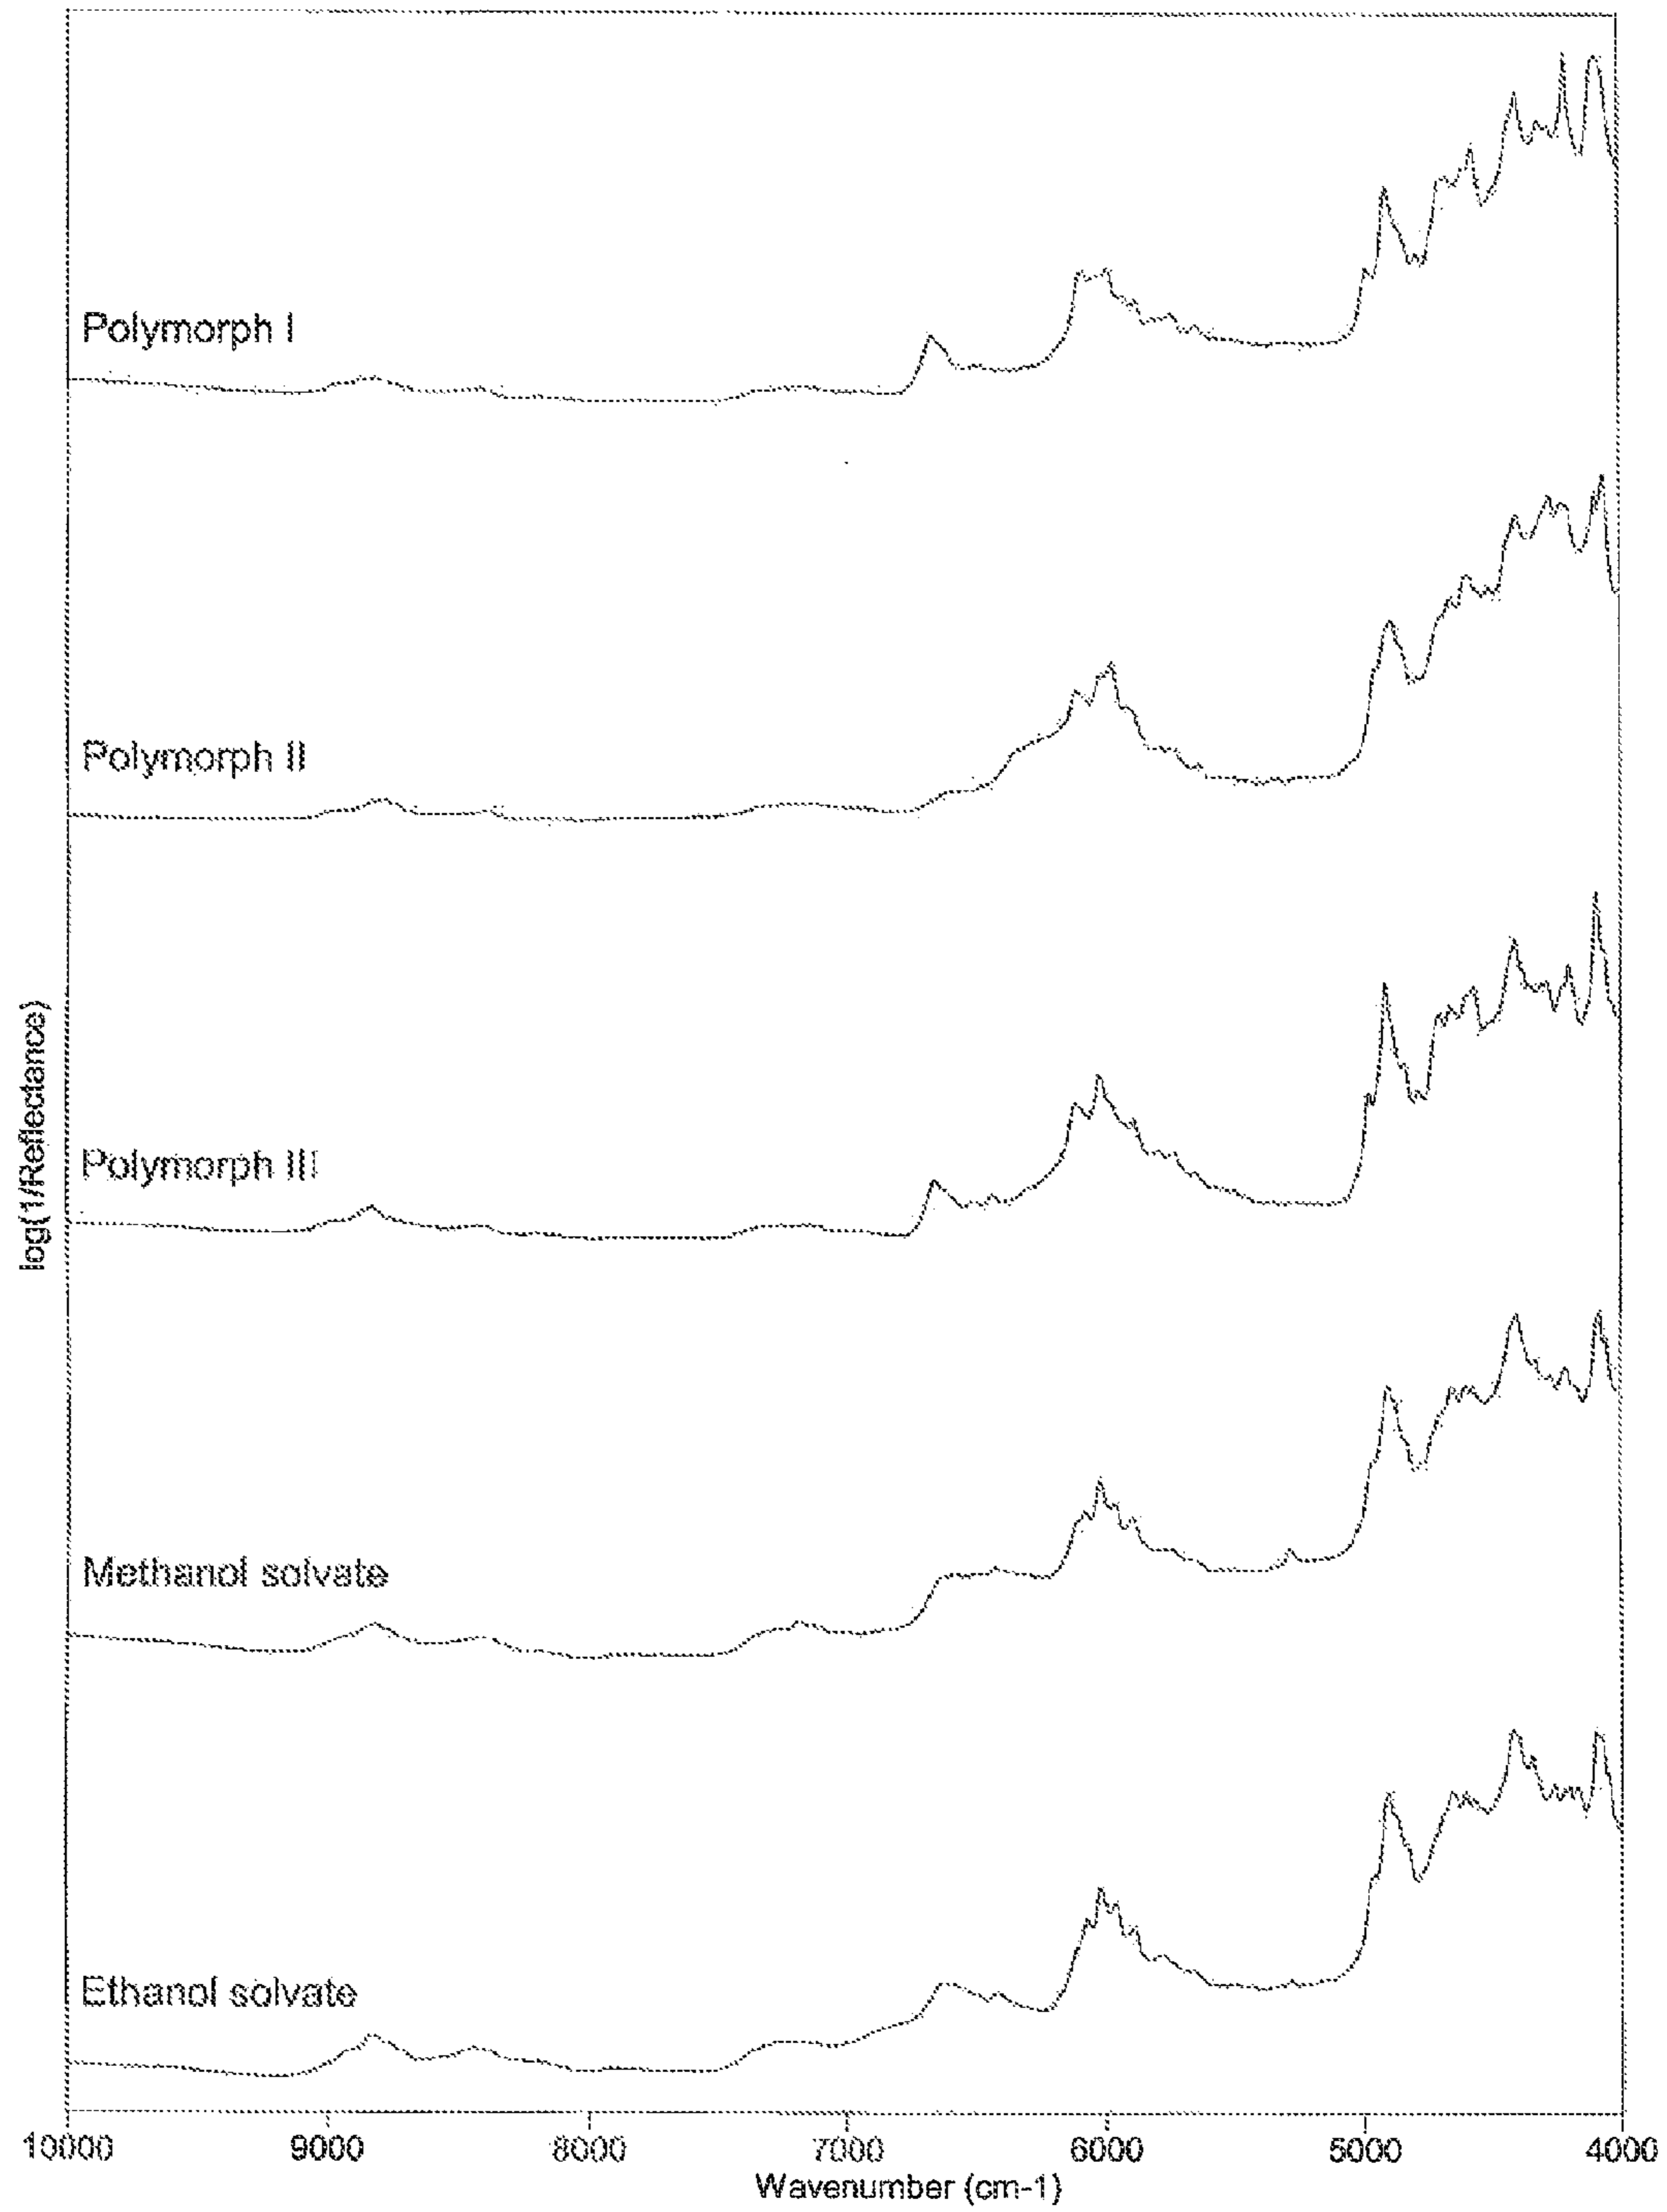 Polymorph I
Polymorph II
Polymorph III
Methanol solvate
Ethanol solvate
log(1/Reflectance)
10000 9000 8000 7000 6000 5000 4000
Wavenumber (cm-1)